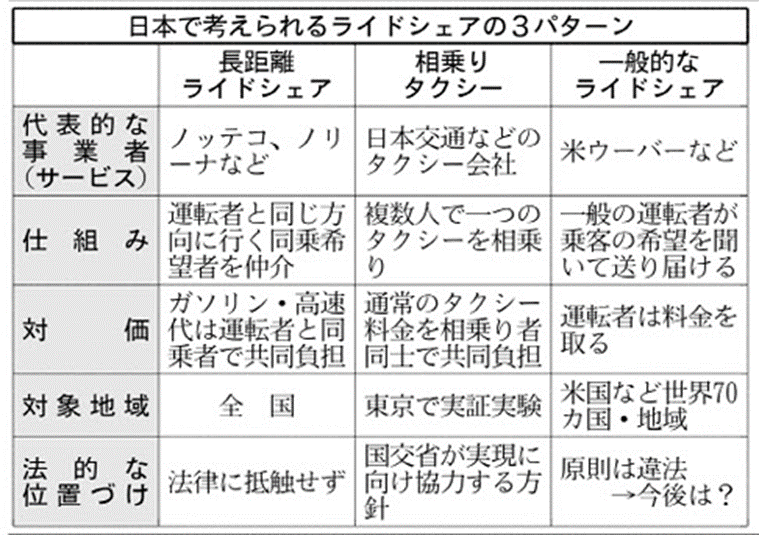 日本で考えられるライドシェアの3パターン
長距離
ライドシェア
相乗り
タクシー
一般的な
ライドシェア
代表的な
事業者
(サービス)
ノッテコ、ノリ
ーナなど
日本交通などの
タクシー会社
米ウーバーなど
仕組み
運転者と同じ方
向に行く同乗希
望者を仲介
複数人で一つの
タクシーを相乗
り
一般の運転者が
乗客の希望を聞
いて送り届ける
対価
ガソリン・高速
代は運転者と同
乗者で共同負担
通常のタクシー
料金を相乗り者
同士で共同負担
運転者は料金を
取る
対象地域
全国
東京で実証実験
米国など世界70
カ国・地域
法的な
位置づけ
法律に抵触せず
国交省が実現に
向け協力する方
針
原則は違法
→今後は?